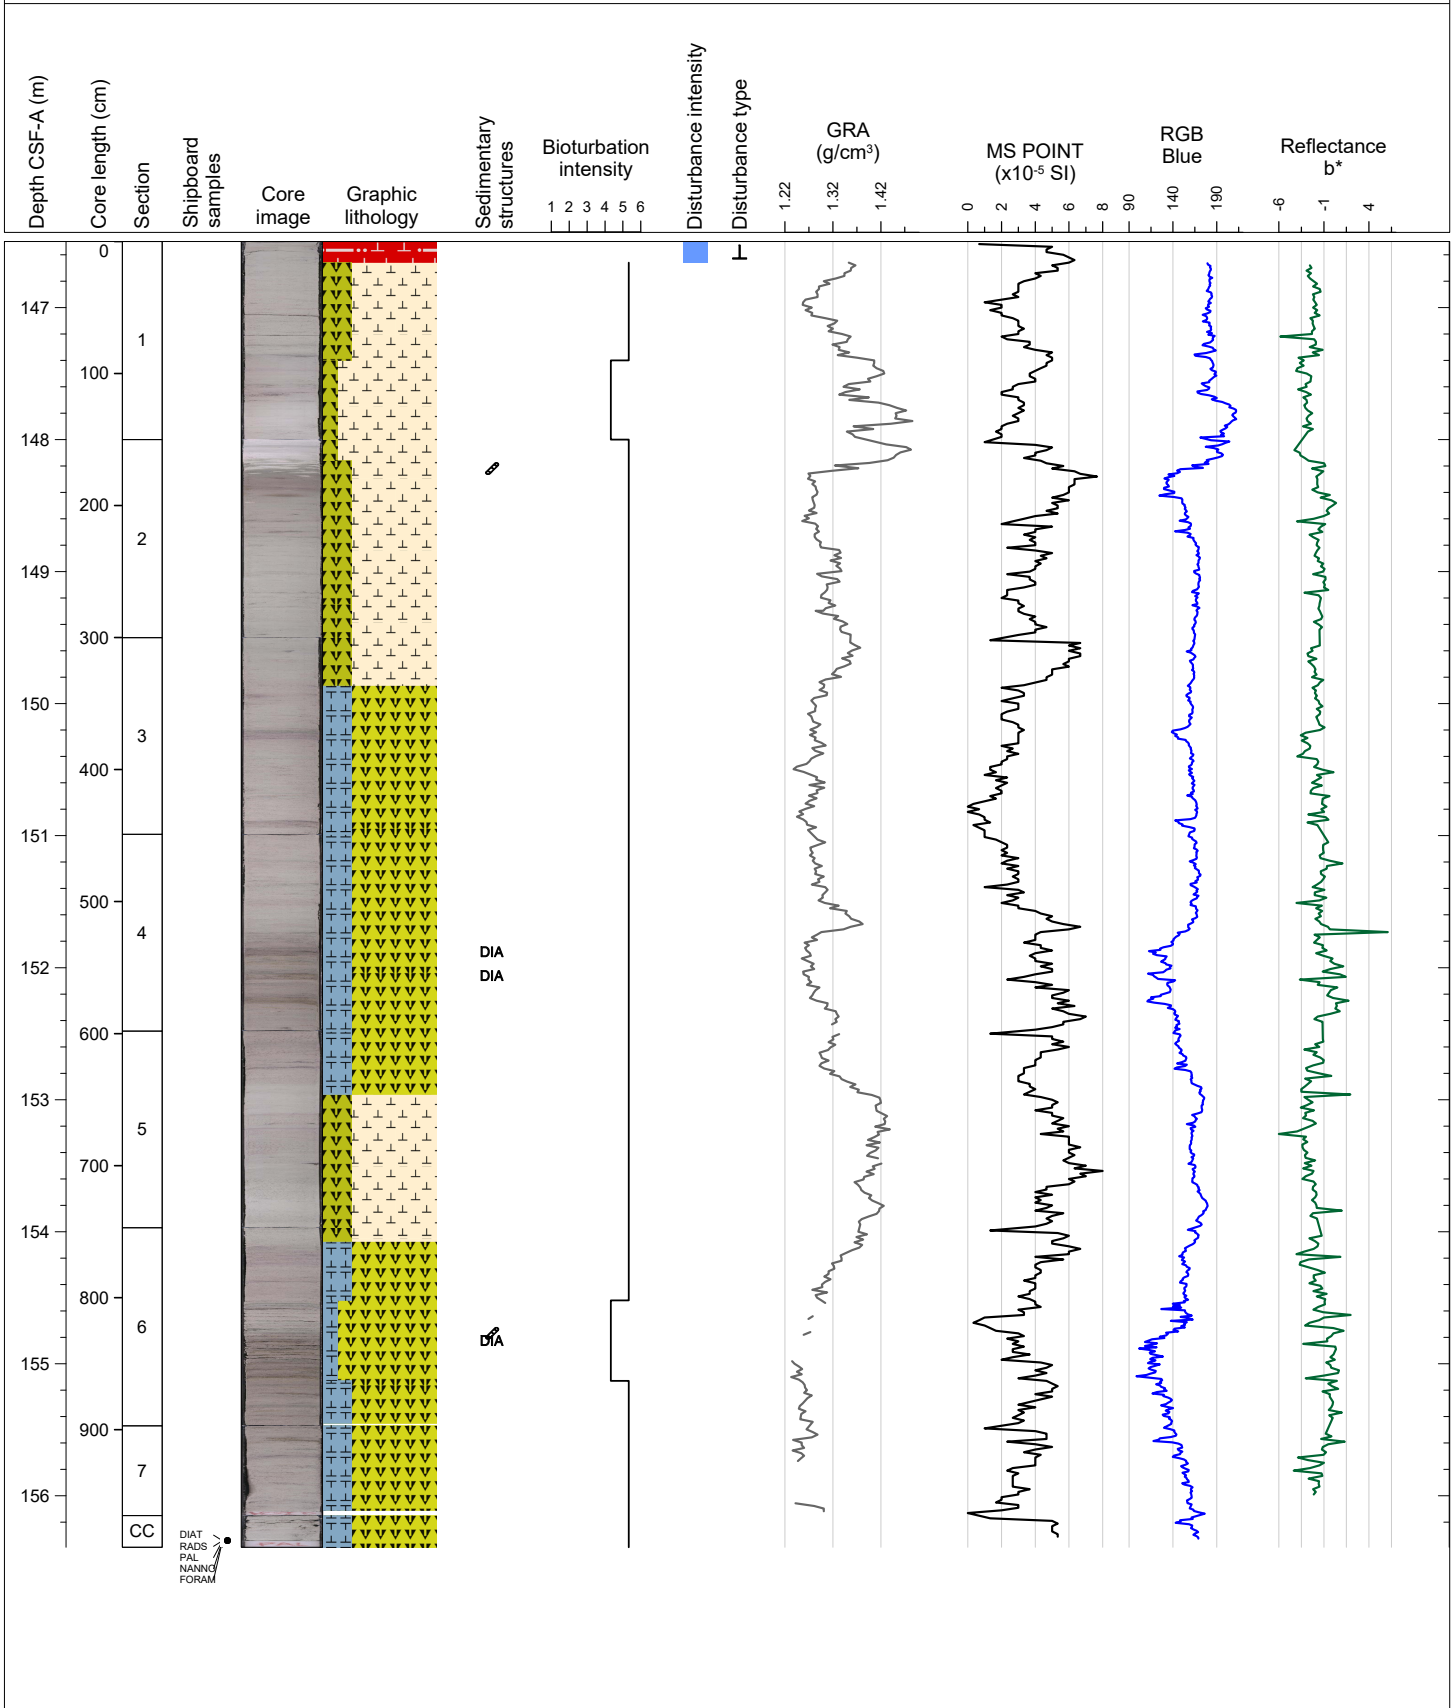 Depth CSF-A (m)
Core length (cm)
Section
Shipboard
samples
Core
image
Graphic
lithology
Sedimentary
structures
Bioturbation
intensity
1 2 3 4 5 6
Disturbance intensity
Disturbance type
GRA
(g/cm³)
1.22 1.32 1.42
MS POINT
(x10⁻⁵ SI)
0 2 4 6 8
RGB
Blue
90 140 190
Reflectance
b*
-6 -1 4
0
147
1
100
148
200
2
149
300
150
3
400
151
500
4
DIA
152
DIA
600
153
5
700
154
800
6
DIA
155
900
7
156
CC
DIAT
RADS
PAL
NANNO
FORAM